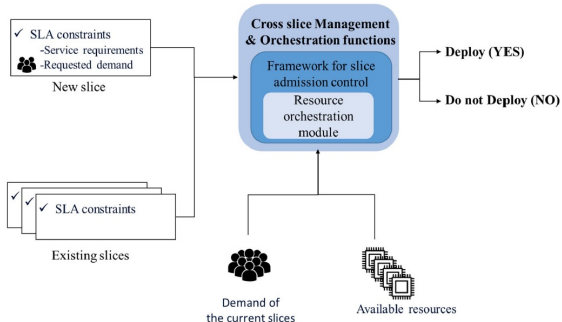 ✓ SLA constraints
-Service requirements
-Requested demand
New slice
✓ SLA constraints
Existing slices
Cross slice Management
& Orchestration functions
Framework for slice
admission control
Resource
orchestration
module
Deploy (YES)
Do not Deploy (NO)
Demand of
the current slices
Available resources